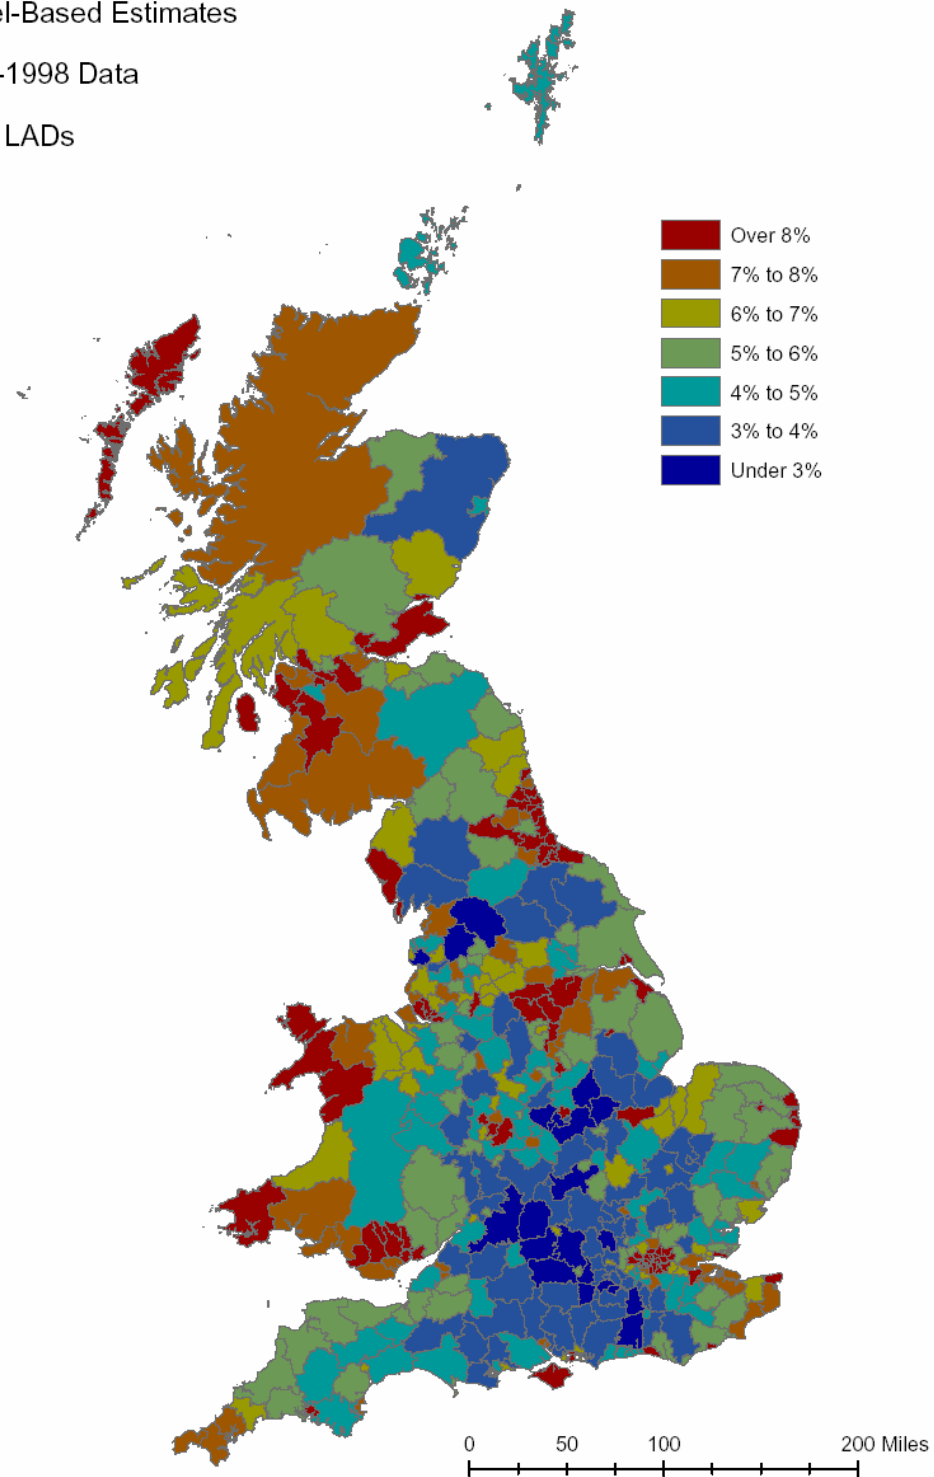 el-Based Estimates
-1998 Data
LADs
Over 8%
7% to 8%
6% to 7%
5% to 6%
4% to 5%
3% to 4%
Under 3%
0 50 100 200 Miles